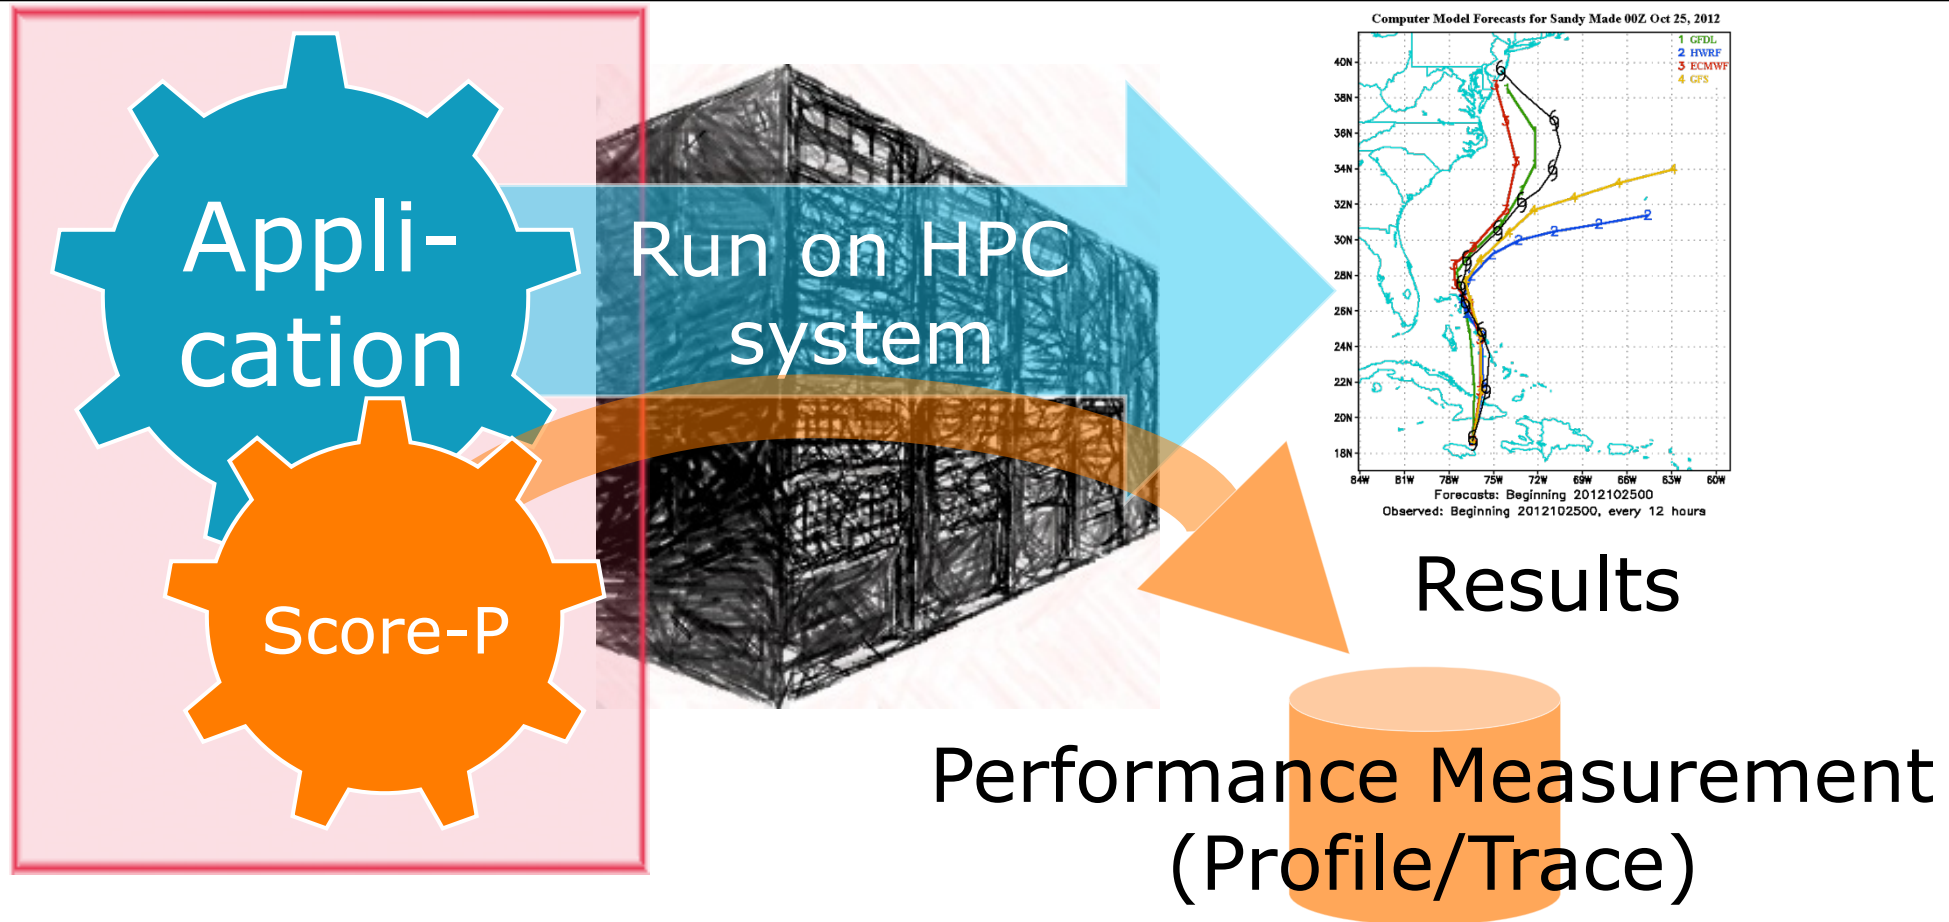 Appli-
cation
Score-P
Run on HPC
system
Computer Model Forecasts for Sandy Made 00Z Oct 25, 2012
1 GFDL
2 HWRF
3 ECMWF
4 GFS
40N
38N
36N
34N
32N
30N
28N
26N
24N
22N
20N
18N
84W 81W 78W 75W 72W 69W 66W 63W 60W
Forecasts: Beginning 2012102500
Observed: Beginning 2012102500, every 12 hours
Results
Performance Measurement
(Profile/Trace)